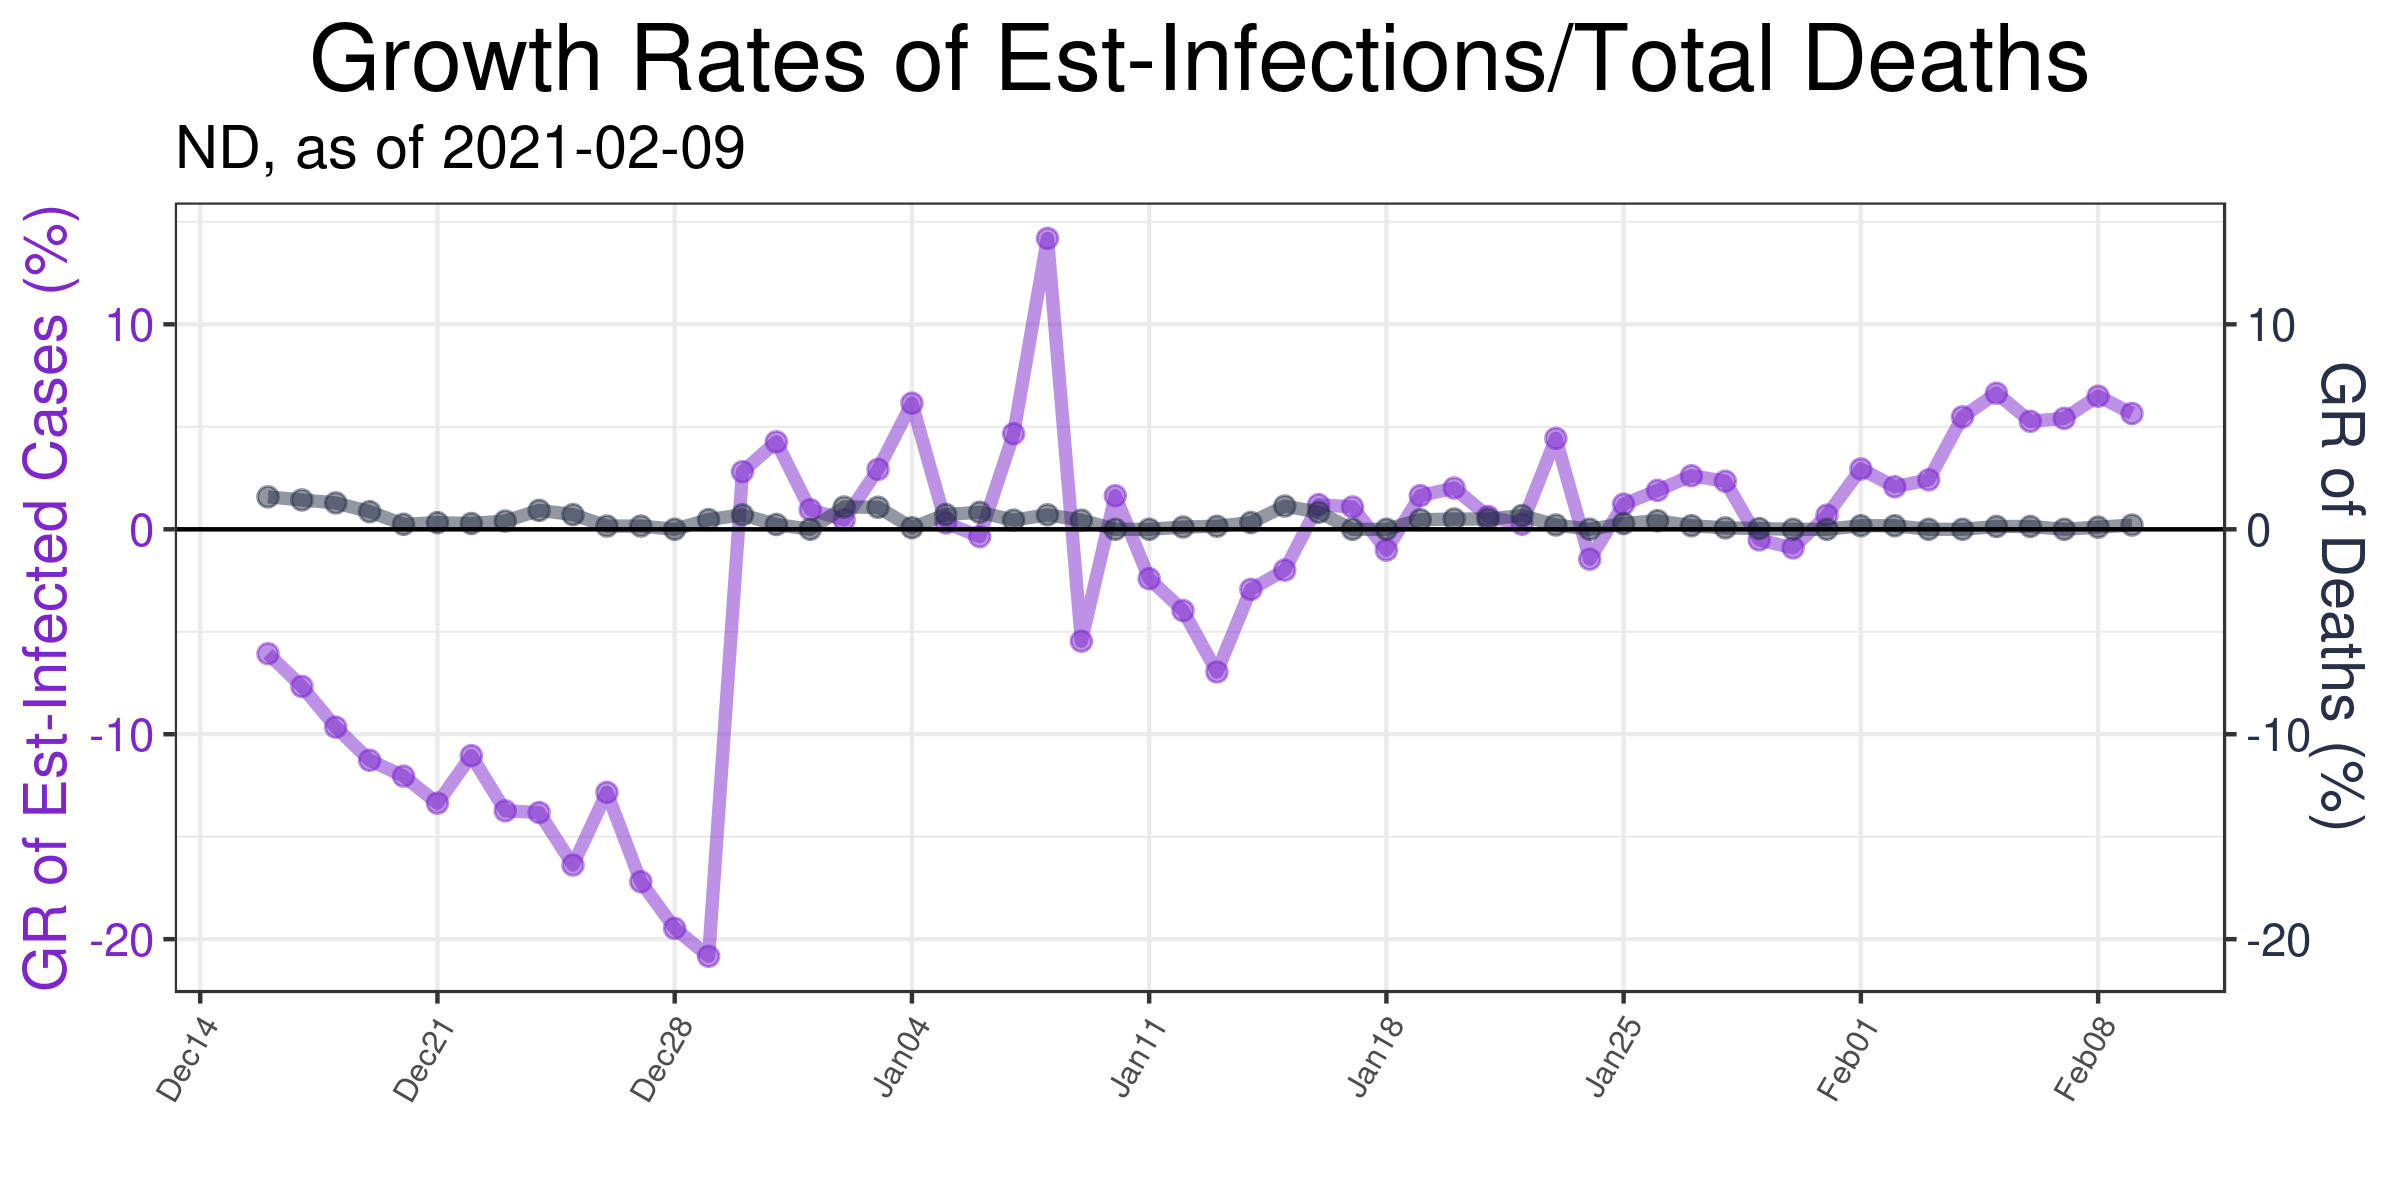 Growth Rates of Est-Infections/Total Deaths
ND, as of 2021-02-09
GR of Est-Infected Cases (%)
10
0
-10
-20
10
0
-10
-20
GR of Deaths (%)
Dec14
Dec21
Dec28
Jan04
Jan11
Jan18
Jan25
Feb01
Feb08